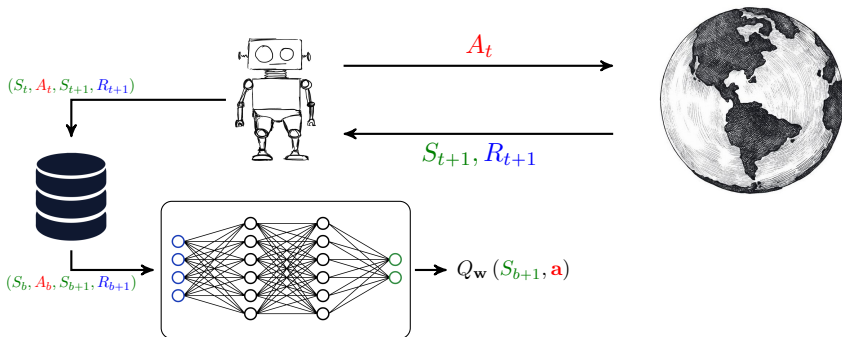 A_t
(S_t, A_t, S_{t+1}, R_{t+1})
S_{t+1}, R_{t+1}
(S_b, A_b, S_{b+1}, R_{b+1})
Q_w (S_{b+1}, a)